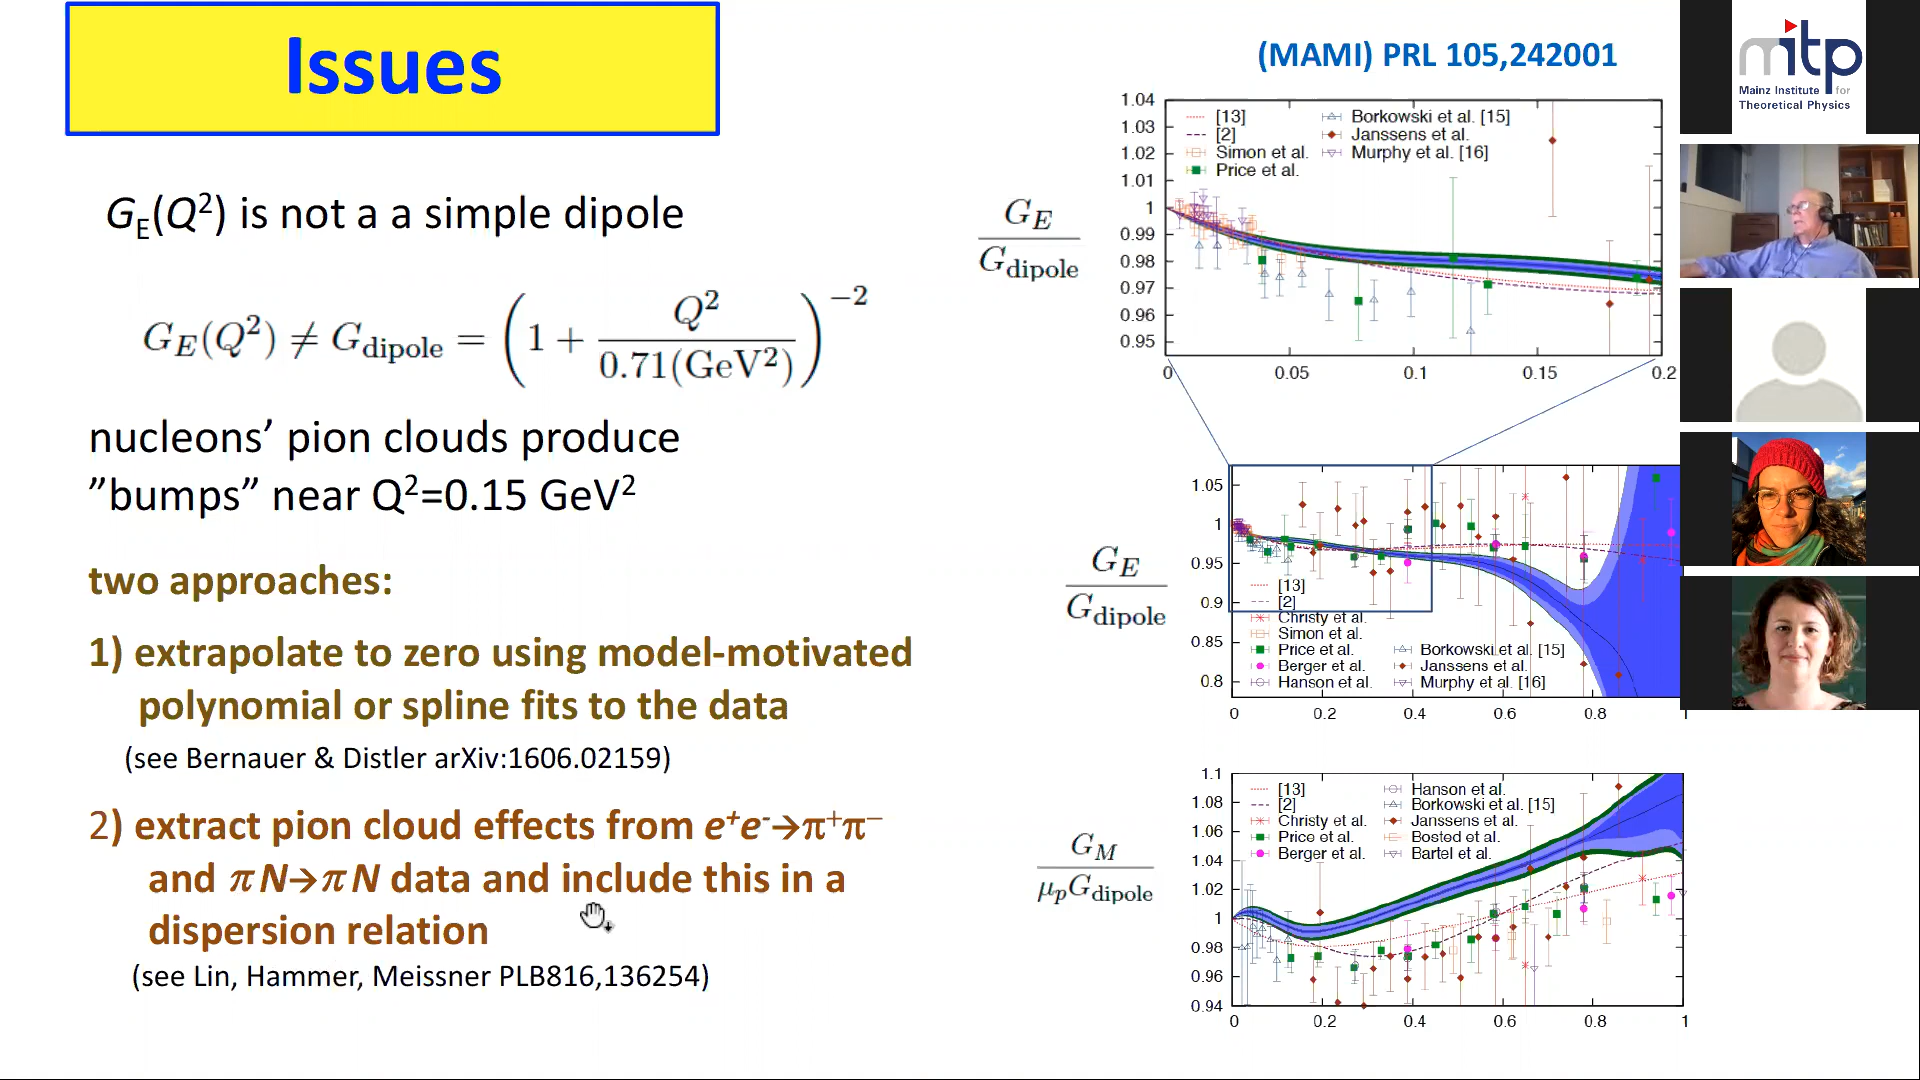 Issues
G_E(Q²) is not a a simple dipole
G_E(Q²) ≠ G_dipole = (1 + Q² / 0.71(GeV²))^−2
nucleons’ pion clouds produce
”bumps” near Q²=0.15 GeV²
two approaches:
1) extrapolate to zero using model-motivated
polynomial or spline fits to the data
(see Bernauer & Distler arXiv:1606.02159)
2) extract pion cloud effects from e⁺e⁻→π⁺π⁻
and πN→πN data and include this in a
dispersion relation
(see Lin, Hammer, Meissner PLB816,136254)
(MAMI) PRL 105,242001
G_E / G_dipole
1.04
1.03
1.02
1.01
1
0.99
0.98
0.97
0.96
0.95
0 0.05 0.1 0.15 0.2
[13]
[2]
Simon et al.
Price et al.
Borkowski et al. [15]
Janssens et al.
Murphy et al. [16]
G_E / G_dipole
1.05
1
0.95
0.9
0.85
0.8
0 0.2 0.4 0.6 0.8
[13]
[2]
Christy et al.
Simon et al.
Price et al.
Berger et al.
Hanson et al.
Borkowski et al. [15]
Janssens et al.
Murphy et al. [16]
G_M / μ_p G_dipole
1.1
1.08
1.06
1.04
1.02
1
0.98
0.96
0.94
0 0.2 0.4 0.6 0.8 1
[13]
[2]
Christy et al.
Price et al.
Berger et al.
Hanson et al.
Borkowski et al. [15]
Janssens et al.
Bosted et al.
Bartel et al.
mitp
Mainz Institute for
Theoretical Physics